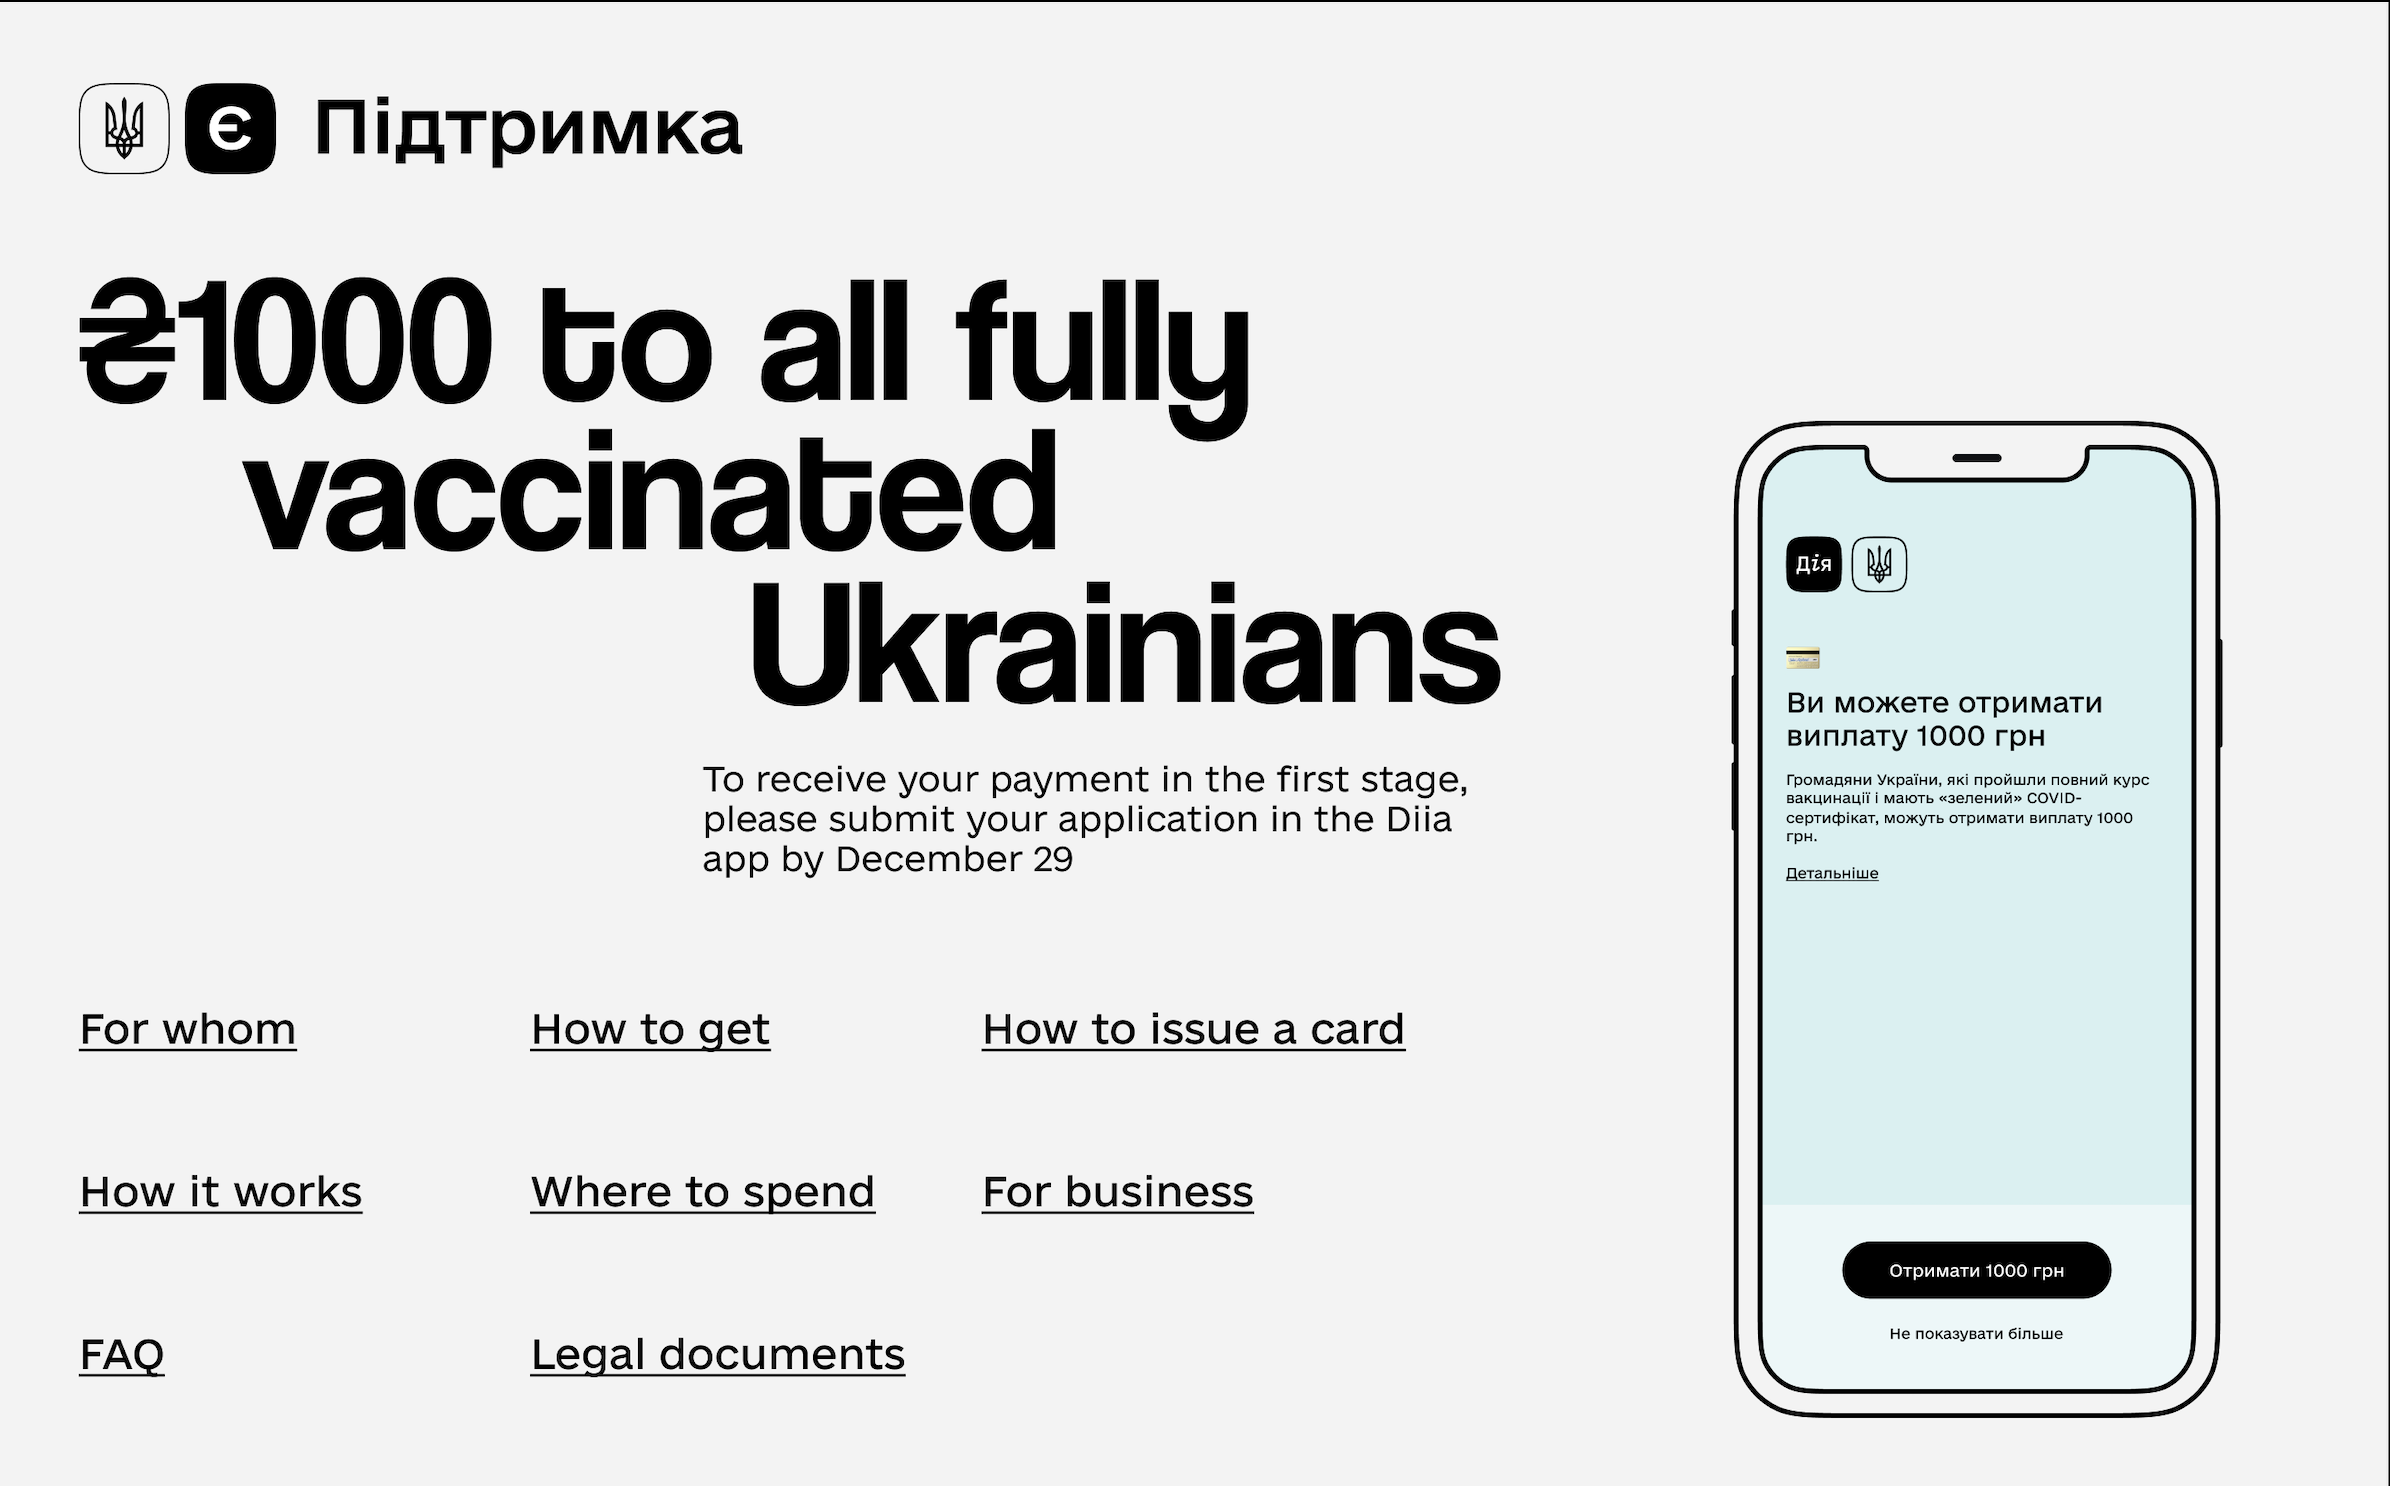 є Підтримка
₴1000 to all fully
vaccinated
Ukrainians
To receive your payment in the first stage,
please submit your application in the Diia
app by December 29
For whom
How to get
How to issue a card
How it works
Where to spend
For business
FAQ
Legal documents
Дія
Ви можете отримати
виплату 1000 грн
Громадяни України, які пройшли повний курс
вакцинації і мають «зелений» COVID-
сертифікат, можуть отримати виплату 1000
грн.
Детальніше
Отримати 1000 грн
Не показувати більше